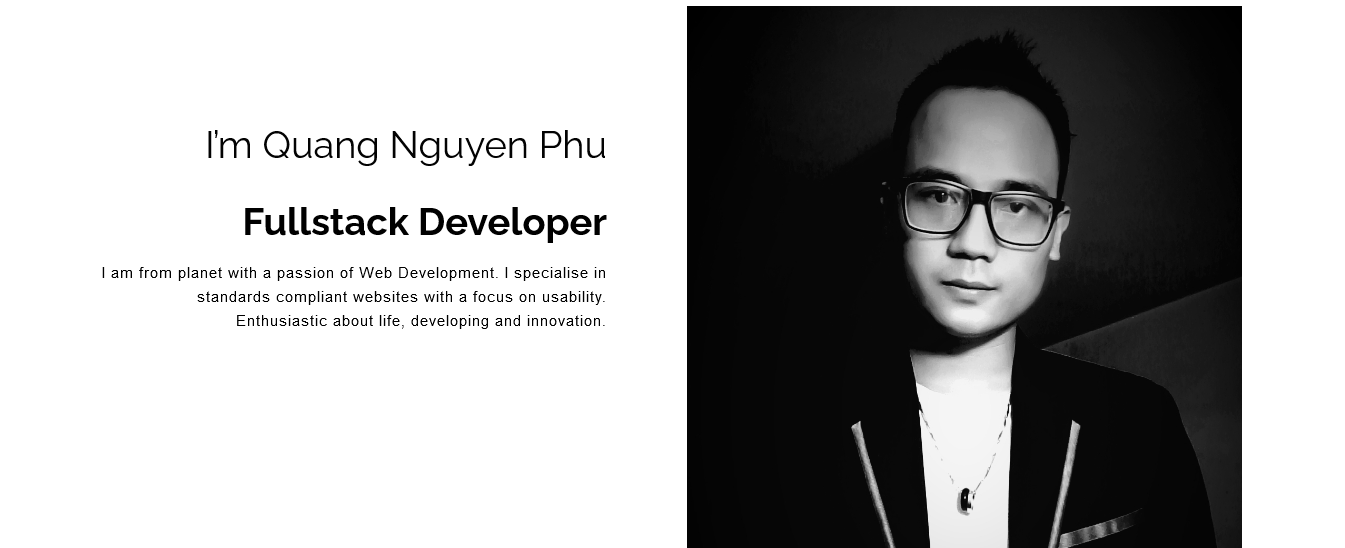 I’m Quang Nguyen Phu
Fullstack Developer
I am from planet with a passion of Web Development. I specialise in
standards compliant websites with a focus on usability.
Enthusiastic about life, developing and innovation.